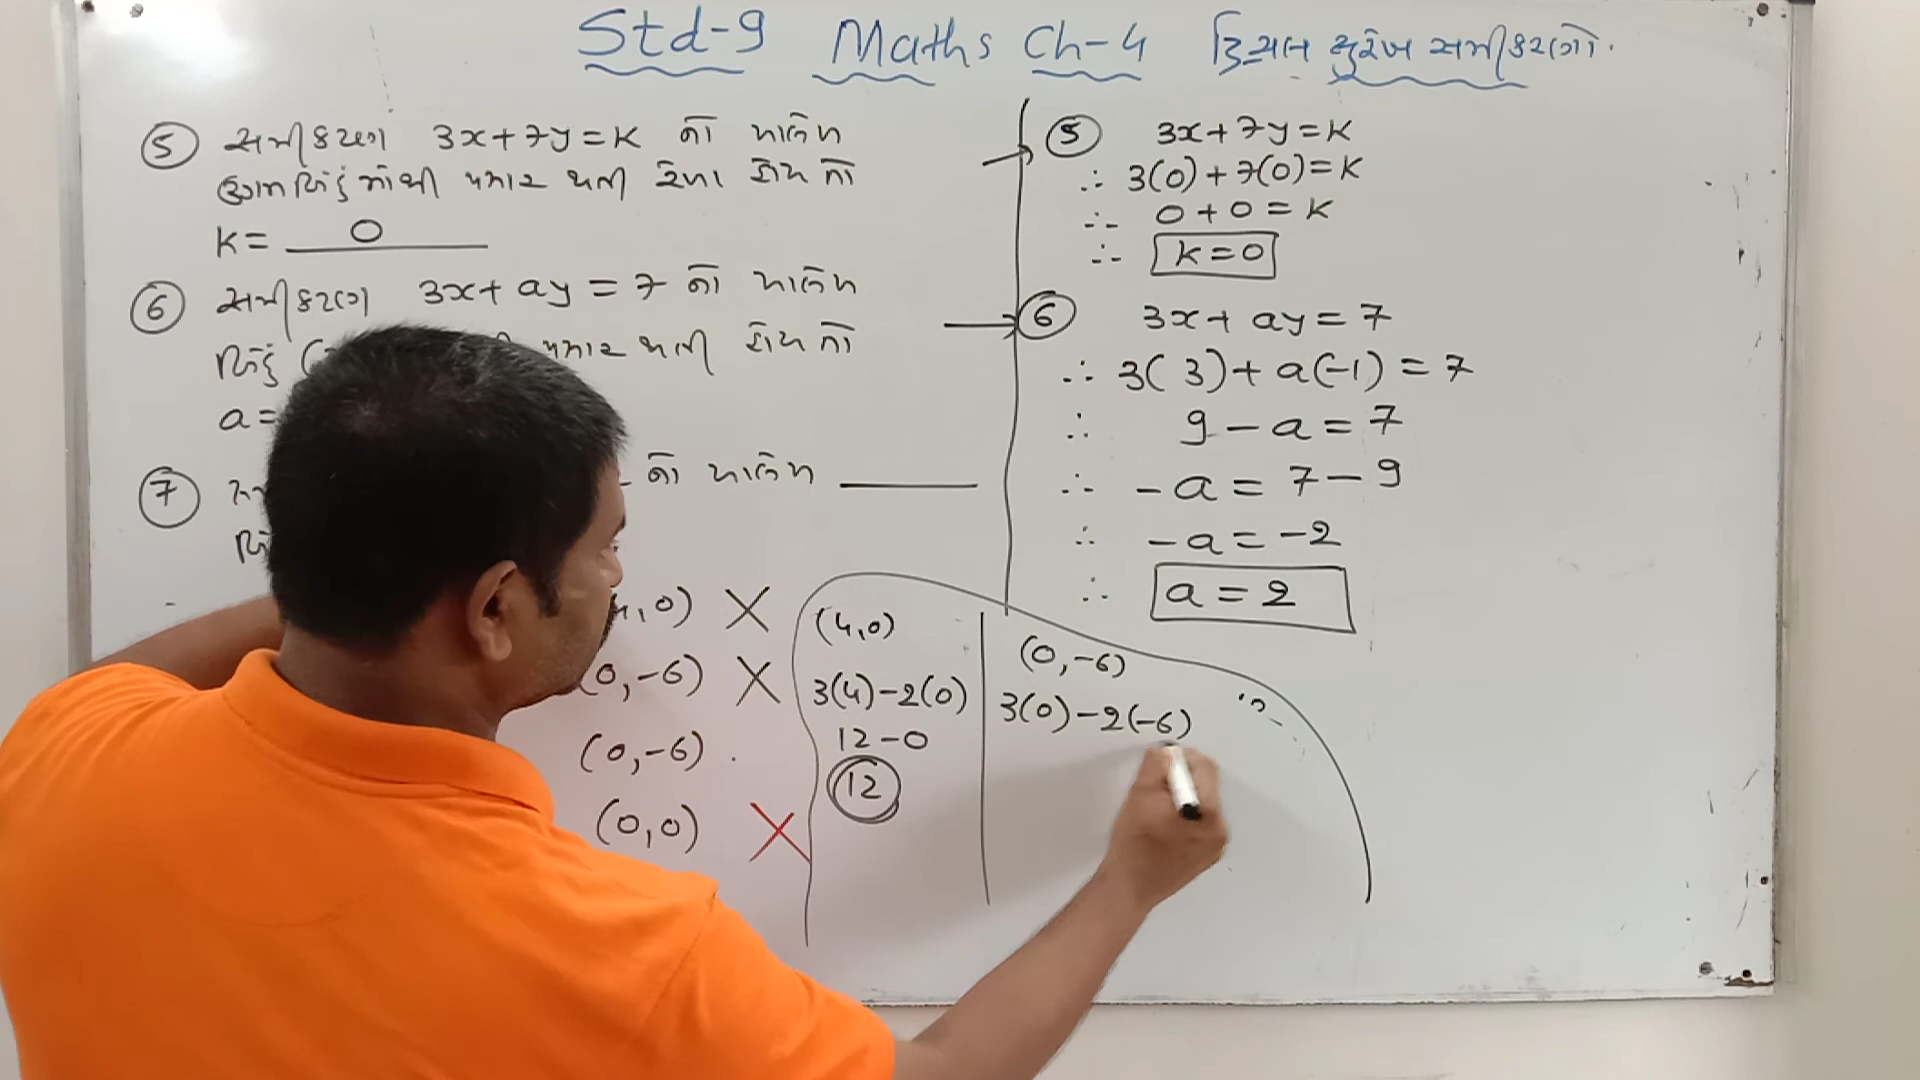 Std-9 Maths Ch-4 દ્વિચલ સુરેખ સમીકરણો.
⑤ સમીકરણ 3x+7y=K નો આલેખ
ઉગમબિંદુમાંથી પસાર થતી રેખા હોય તો
K= 0
⑥ સમીકરણ 3x+ay=7 નો આલેખ
બિંદુ ( પસાર થતી હોય તો
a=
⑦ નો આલેખ
,0) ×
(0,-6) ×
(0,-6) .
(0,0) ×
(4,0)
3(4)-2(0)
12-0
12
(0,-6)
3(0)-2(-6)
⑤ 3x+7y=K
∴ 3(0)+7(0)=K
∴ 0+0=K
∴ K=0
⑥ 3x+ay=7
∴ 3(3)+a(-1)=7
∴ 9-a=7
∴ -a=7-9
∴ -a=-2
∴ a=2